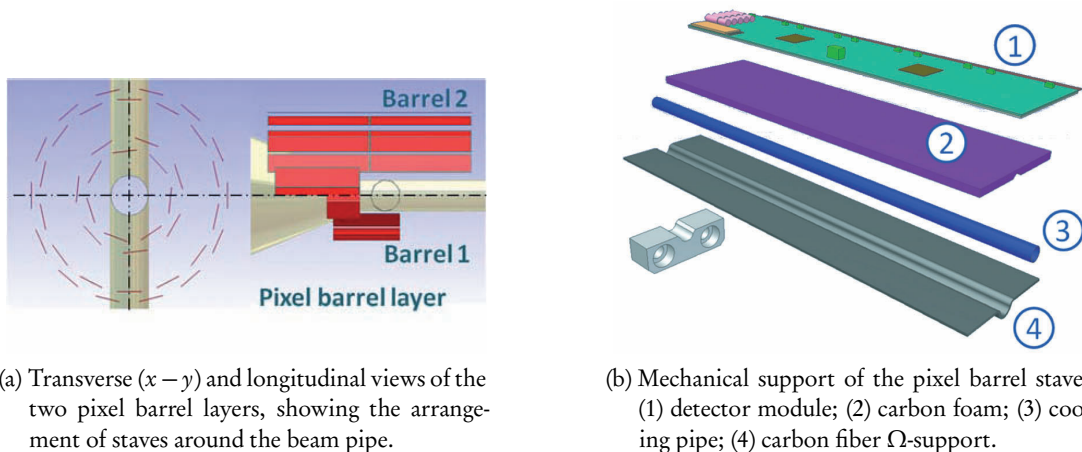 Barrel 2
Barrel 1
Pixel barrel layer
1
2
3
4
(a) Transverse (x − y) and longitudinal views of the
two pixel barrel layers, showing the arrange-
ment of staves around the beam pipe.
(b) Mechanical support of the pixel barrel stave
(1) detector module; (2) carbon foam; (3) coo
ing pipe; (4) carbon fiber Ω-support.